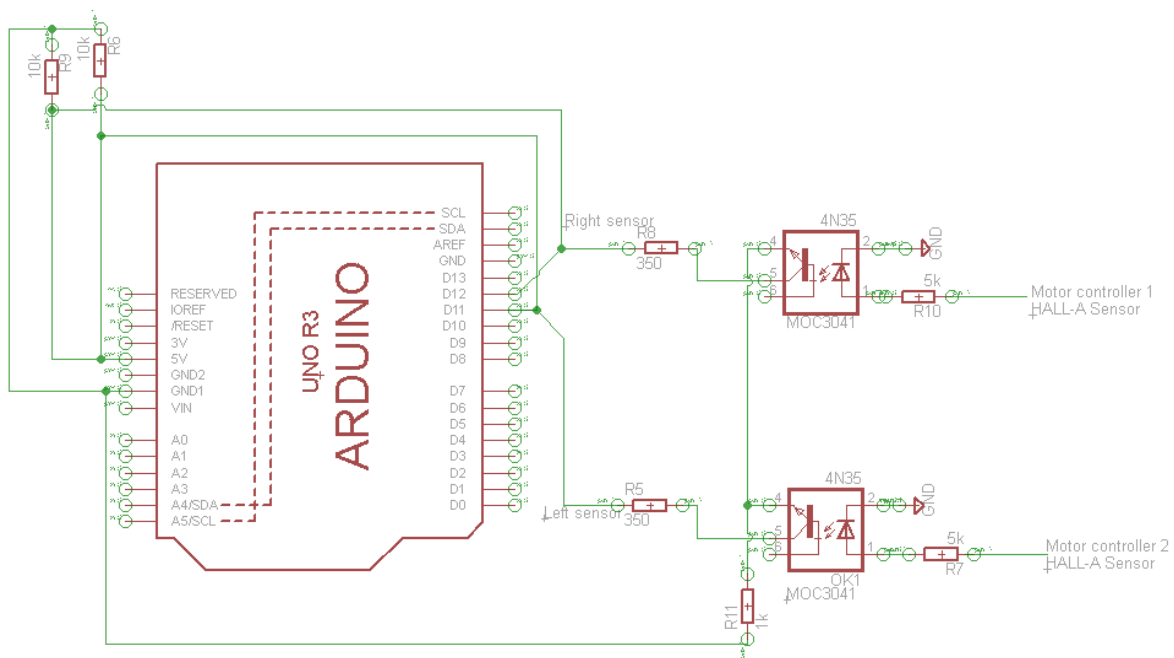 10k
R9
10k
R6
SCL
SDA
AREF
GND
D13
D12
D11
D10
D9
D8
D7
D6
D5
D4
D3
D2
D1
D0
RESERVED
IOREF
/RESET
3V
5V
GND2
GND1
VIN
A0
A1
A2
A3
A4/SDA
A5/SCL
UNO R3
ARDUINO
Right sensor
R8
350
4N35
4
5
6
2
1
MOC3041
GND
5k
R10
Motor controller 1
HALL-A Sensor
Left sensor
R5
350
4N35
4
5
6
2
1
OK1
MOC3041
GND
5k
R7
Motor controller 2
HALL-A Sensor
R11
1k